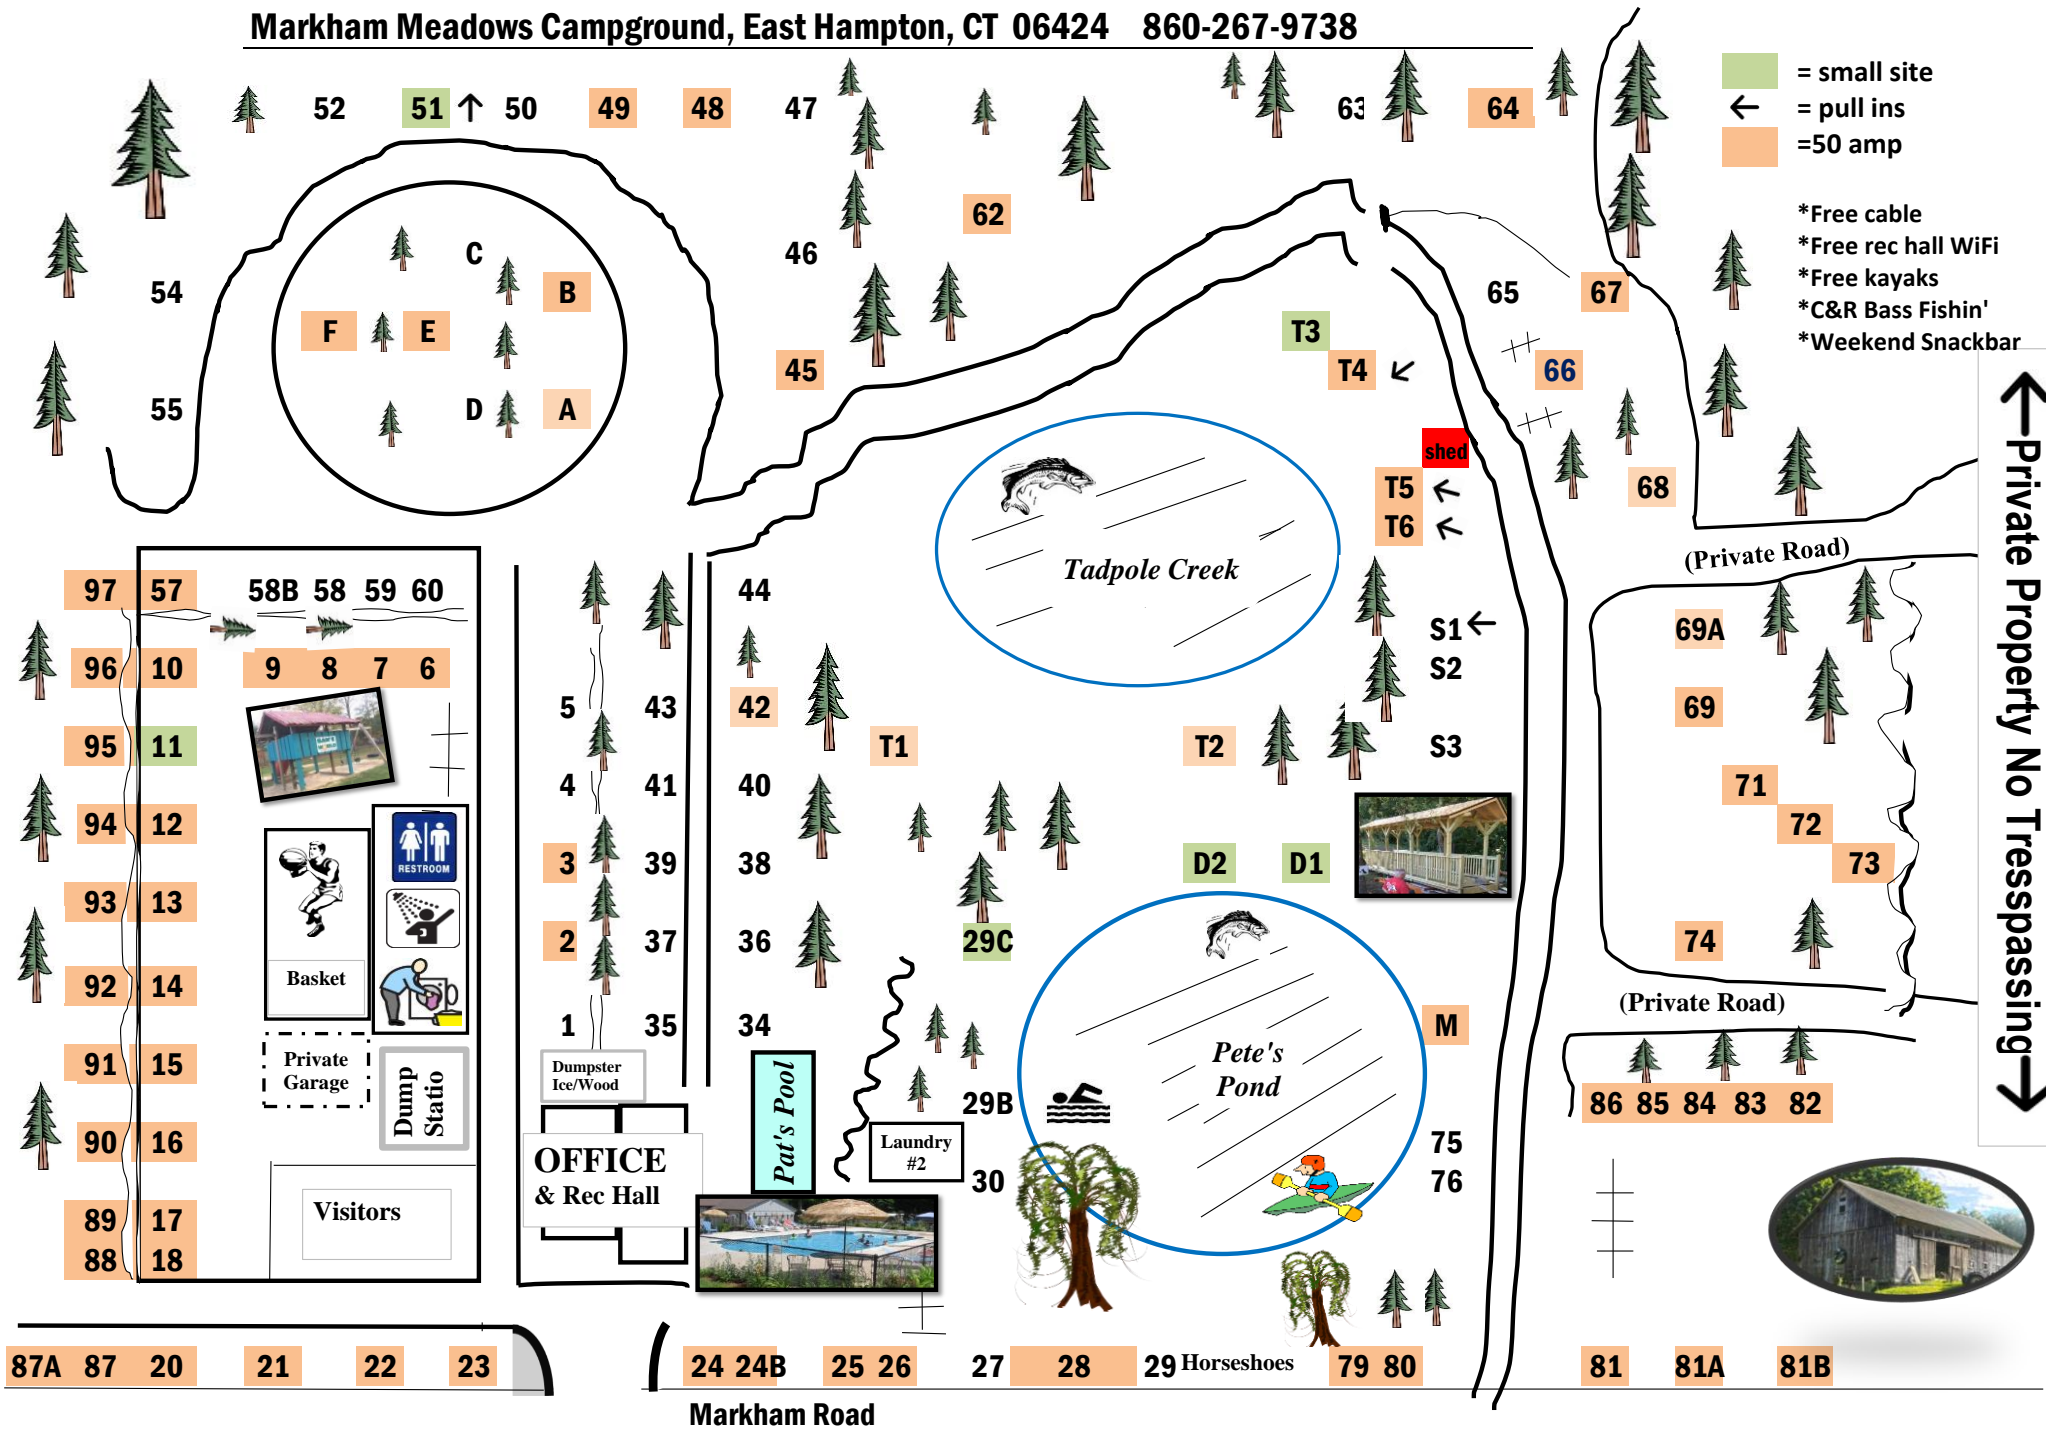 Markham Meadows Campground, East Hampton, CT 06424 860-267-9738
= small site
← = pull ins
=50 amp
*Free cable
*Free rec hall WiFi
*Free kayaks
*C&R Bass Fishin'
*Weekend Snackbar
52 51 ↑ 50 49 48 47 63 64
62
C 46
54 B 65 67
F E T3
45 T4 66
55 D A
shed
T5 68
T6
Tadpole Creek
(Private Road)
←Private Property No Tresspassing→
97 57 58B 58 59 60 44
S1 ← 69A
96 10 9 8 7 6 S2
5 43 42 69
95 11 T1 T2 S3
4 41 40 71
94 12 72
RESTROOM
3 39 38 D2 D1 73
93 13
2 37 36 29C 74
Basket
92 14
(Private Road)
1 35 34 M
Pete's
Pond
91 15
Private
Garage
Dump
Statio
Dumpster
Ice/Wood
Pat's Pool
29B 86 85 84 83 82
90 16
Laundry
#2
75
OFFICE
& Rec Hall
30 76
89 17
Visitors
88 18
87A 87 20 21 22 23 24 24B 25 26 27 28 29 Horseshoes 79 80 81 81A 81B
Markham Road